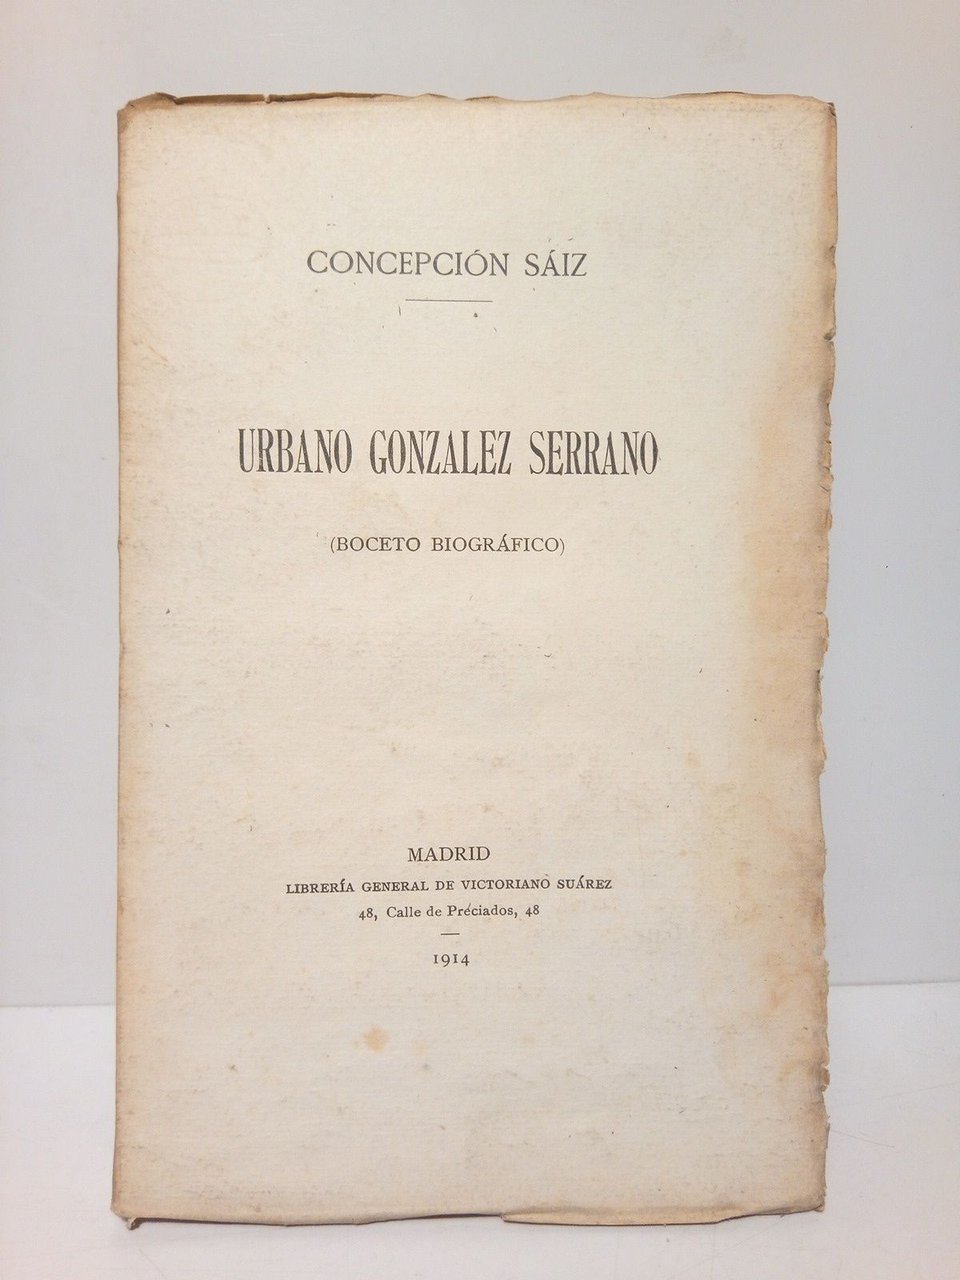 CONCEPCIÓN SÁIZ
URBANO GONZALEZ SERRANO
(BOCETO BIOGRÁFICO)
MADRID
LIBRERÍA GENERAL DE VICTORIANO SUÁREZ
48, Calle de Preciados, 48
1914